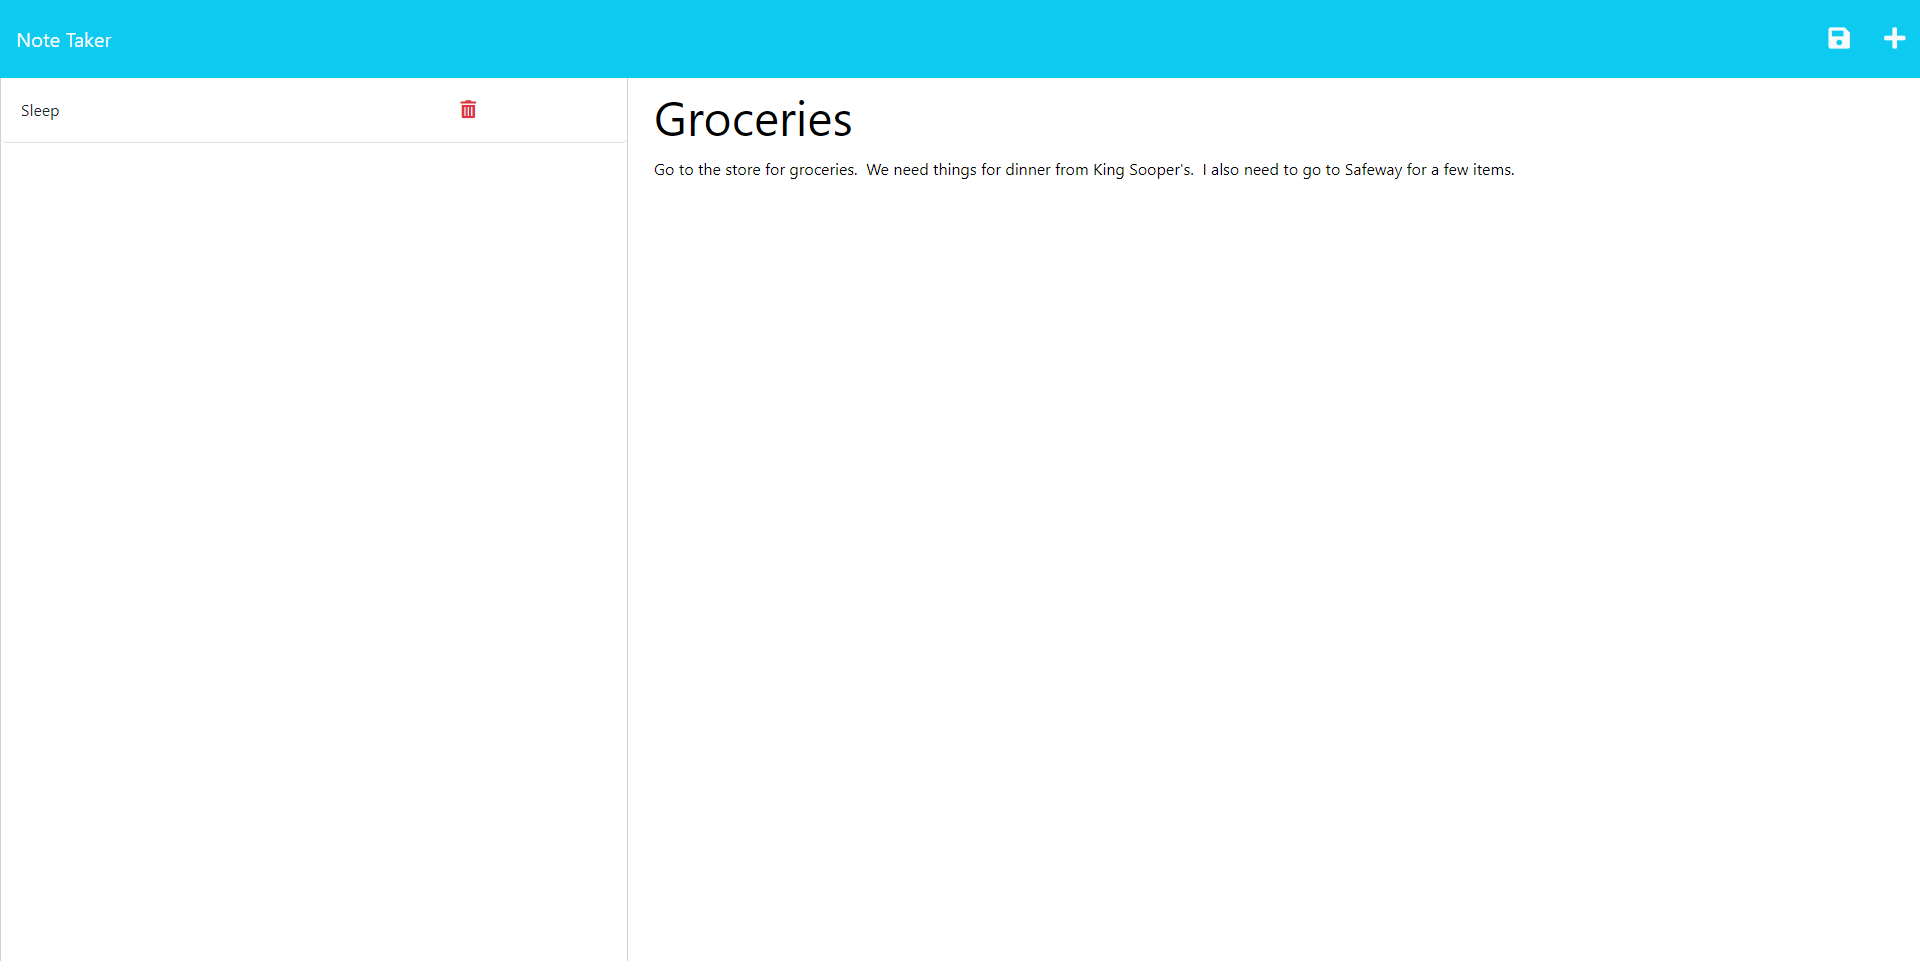 Note Taker
Sleep
Groceries
Go to the store for groceries.  We need things for dinner from King Sooper's.  I also need to go to Safeway for a few items.